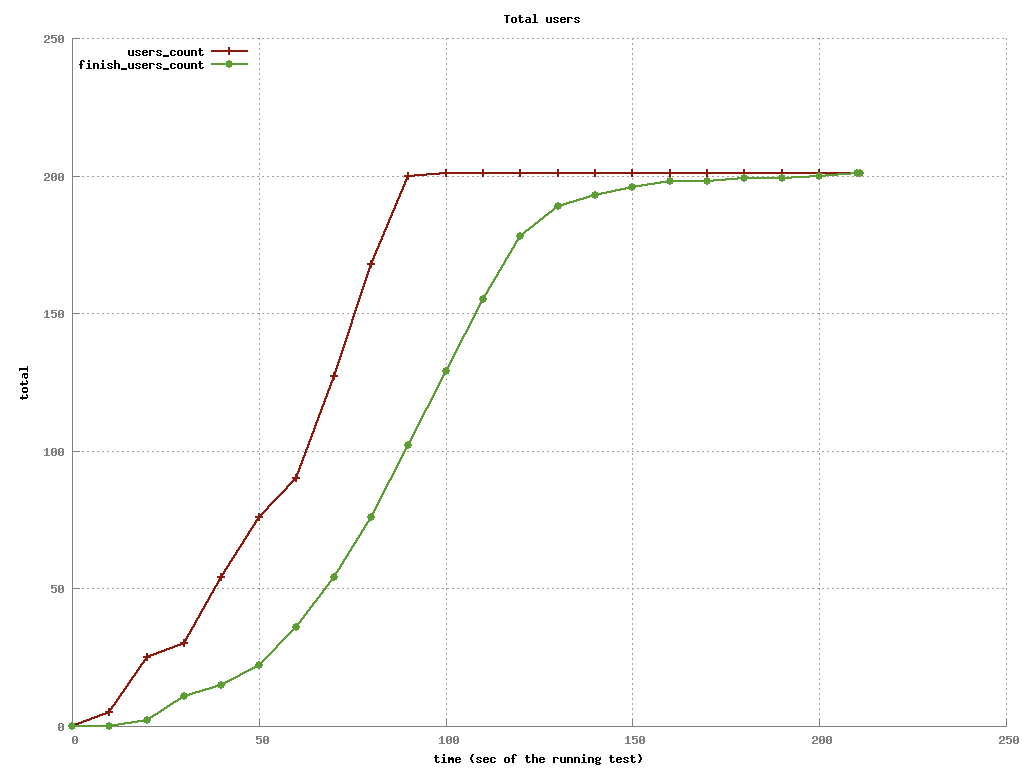 Total users
users_count
finish_users_count
250
200
150
100
50
0
total
0 50 100 150 200 250
time (sec of the running test)